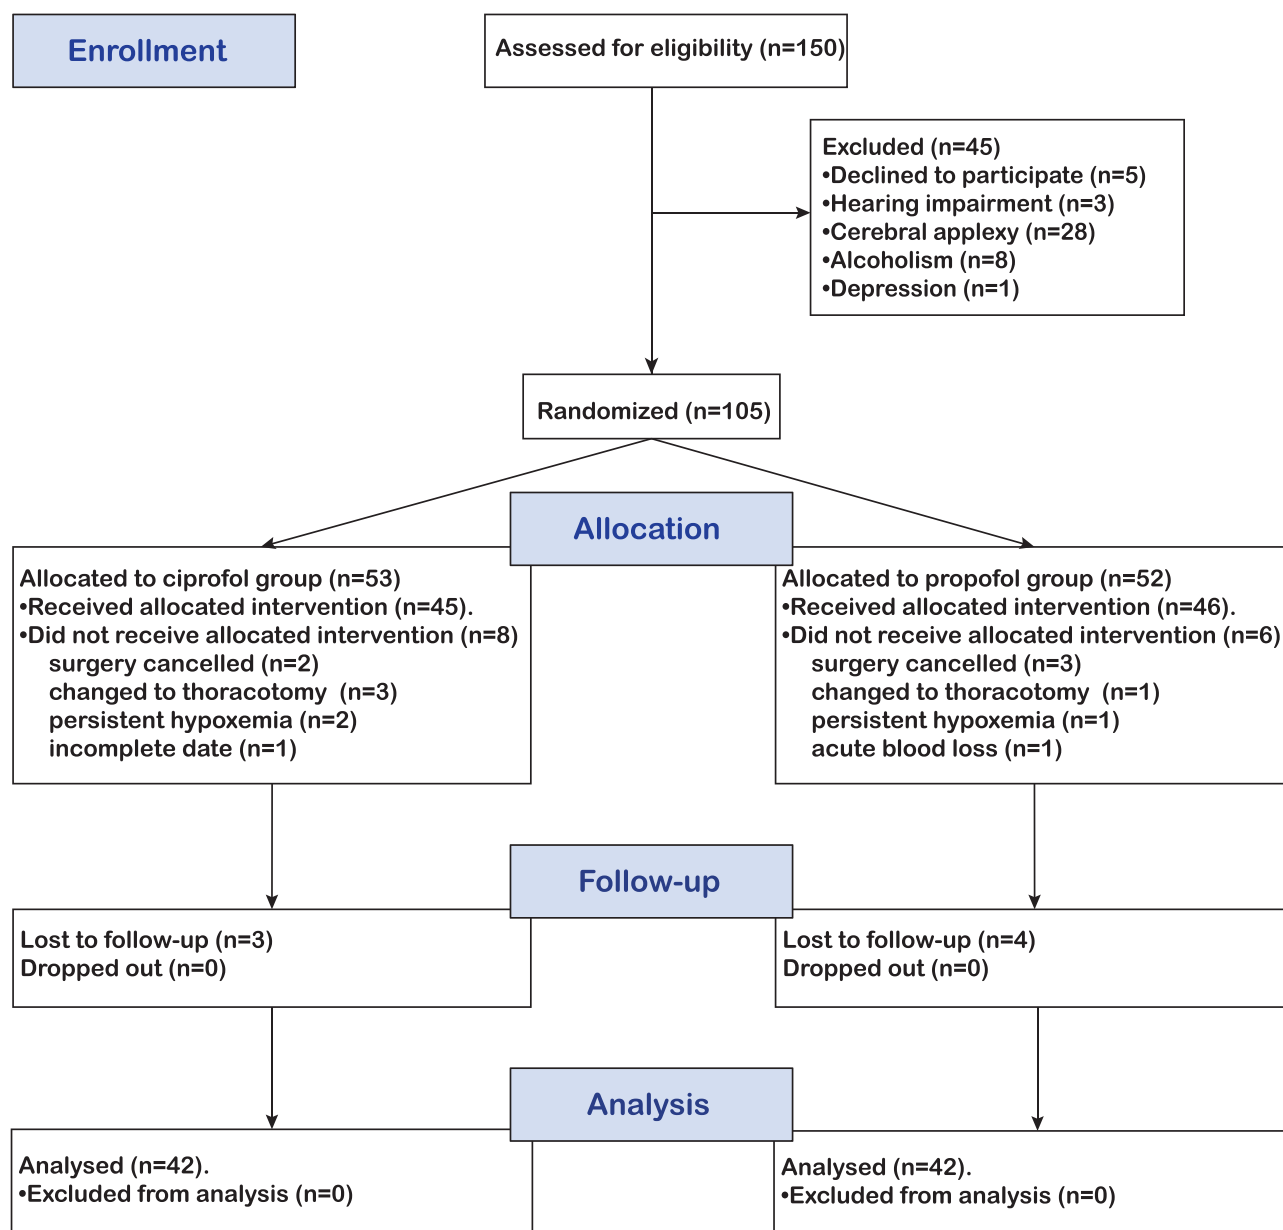 Enrollment
Assessed for eligibility (n=150)
Excluded (n=45)
•Declined to participate (n=5)
•Hearing impairment (n=3)
•Cerebral applexy (n=28)
•Alcoholism (n=8)
•Depression (n=1)
Randomized (n=105)
Allocation
Allocated to ciprofol group (n=53)
•Received allocated intervention (n=45).
•Did not receive allocated intervention (n=8)
surgery cancelled (n=2)
changed to thoracotomy  (n=3)
persistent hypoxemia (n=2)
incomplete date (n=1)
Allocated to propofol group (n=52)
•Received allocated intervention (n=46).
•Did not receive allocated intervention (n=6)
surgery cancelled (n=3)
changed to thoracotomy  (n=1)
persistent hypoxemia (n=1)
acute blood loss (n=1)
Follow-up
Lost to follow-up (n=3)
Dropped out (n=0)
Lost to follow-up (n=4)
Dropped out (n=0)
Analysis
Analysed (n=42).
•Excluded from analysis (n=0)
Analysed (n=42).
•Excluded from analysis (n=0)